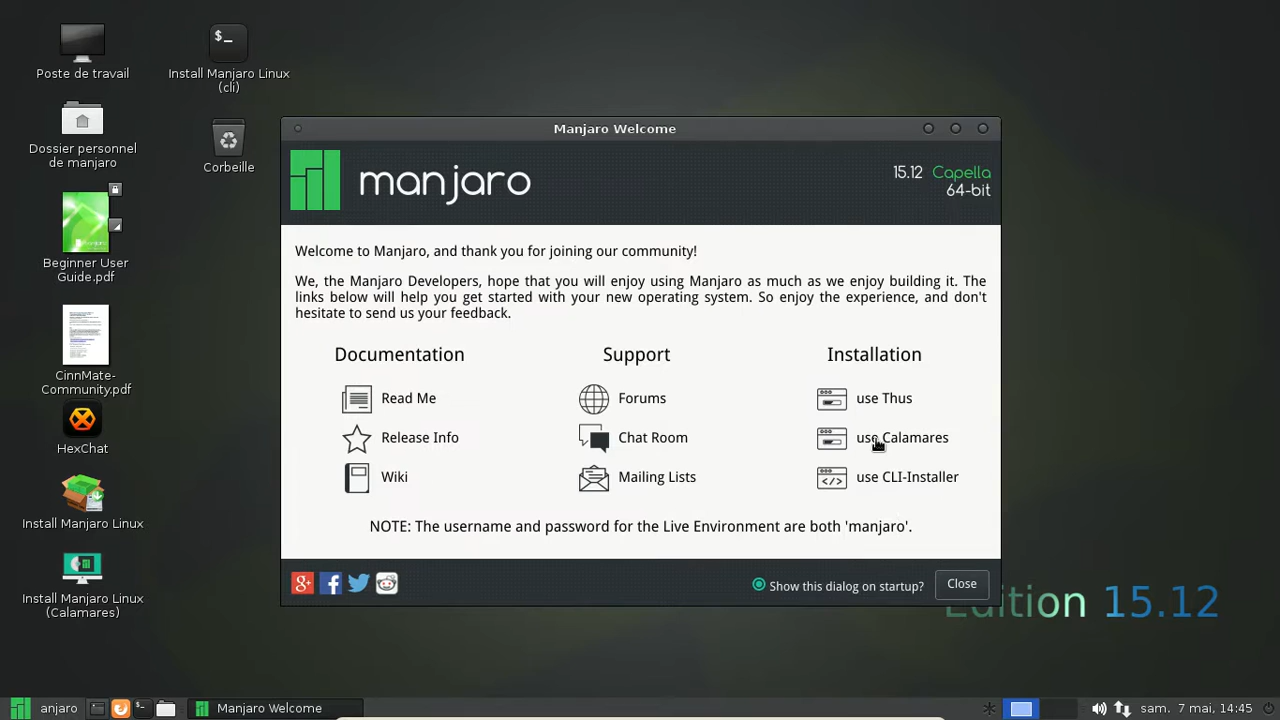 Poste de travail
Install Manjaro Linux
(cli)
Dossier personnel
de manjaro
Corbeille
Beginner User
Guide.pdf
CinnMate-
Community.pdf
HexChat
Install Manjaro Linux
Install Manjaro Linux
(Calamares)
Manjaro Welcome
manjaro
15.12 Capella
64-bit
Welcome to Manjaro, and thank you for joining our community!
We, the Manjaro Developers, hope that you will enjoy using Manjaro as much as we enjoy building it. The
links below will help you get started with your new operating system. So enjoy the experience, and don't
hesitate to send us your feedback.
Documentation
Read Me
Release Info
Wiki
Support
Forums
Chat Room
Mailing Lists
Installation
use Thus
use Calamares
use CLI-Installer
NOTE: The username and password for the Live Environment are both 'manjaro'.
Show this dialog on startup?
Close
Edition 15.12
anjaro
Manjaro Welcome
sam. 7 mai, 14:45